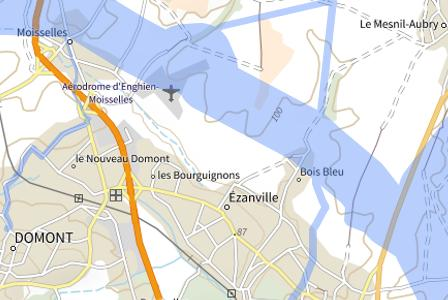 Le Mesnil-Aubry
Moisselles
Aérodrome d'Enghien-
Moisselles
100
le Nouveau Domont
les Bourguignons
Bois Bleu
Ézanville
87
DOMONT